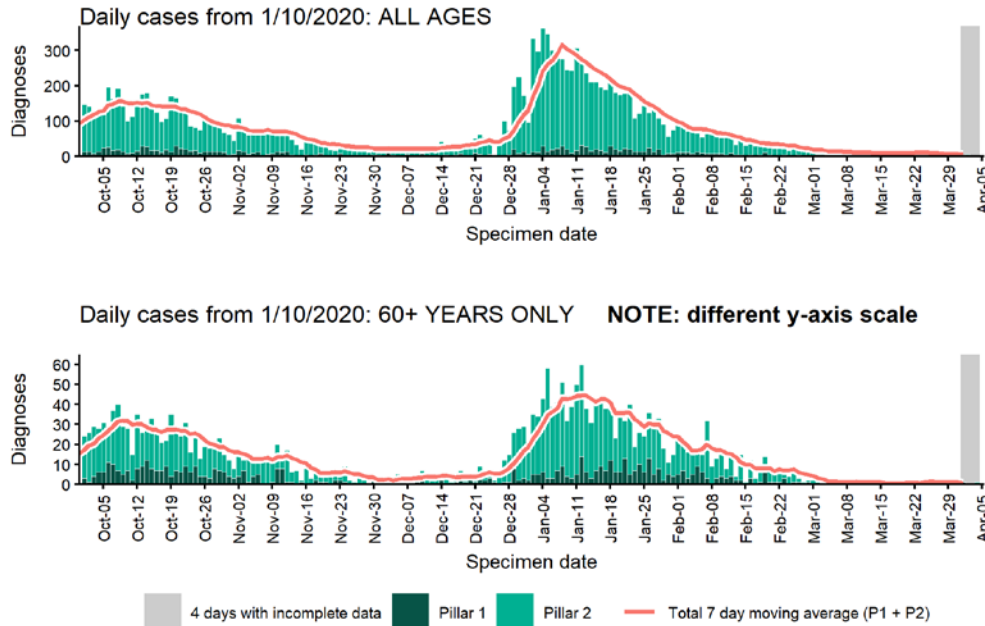 Daily cases from 1/10/2020: ALL AGES
Diagnoses
300
200
100
0
Oct-05 Oct-12 Oct-19 Oct-26 Nov-02 Nov-09 Nov-16 Nov-23 Nov-30 Dec-07 Dec-14 Dec-21 Dec-28 Jan-04 Jan-11 Jan-18 Jan-25 Feb-01 Feb-08 Feb-15 Feb-22 Mar-01 Mar-08 Mar-15 Mar-22 Mar-29 Apr-05
Specimen date
Daily cases from 1/10/2020: 60+ YEARS ONLY NOTE: different y-axis scale
Diagnoses
60
50
40
30
20
10
0
Oct-05 Oct-12 Oct-19 Oct-26 Nov-02 Nov-09 Nov-16 Nov-23 Nov-30 Dec-07 Dec-14 Dec-21 Dec-28 Jan-04 Jan-11 Jan-18 Jan-25 Feb-01 Feb-08 Feb-15 Feb-22 Mar-01 Mar-08 Mar-15 Mar-22 Mar-29 Apr-05
Specimen date
4 days with incomplete data Pillar 1 Pillar 2 Total 7 day moving average (P1 + P2)